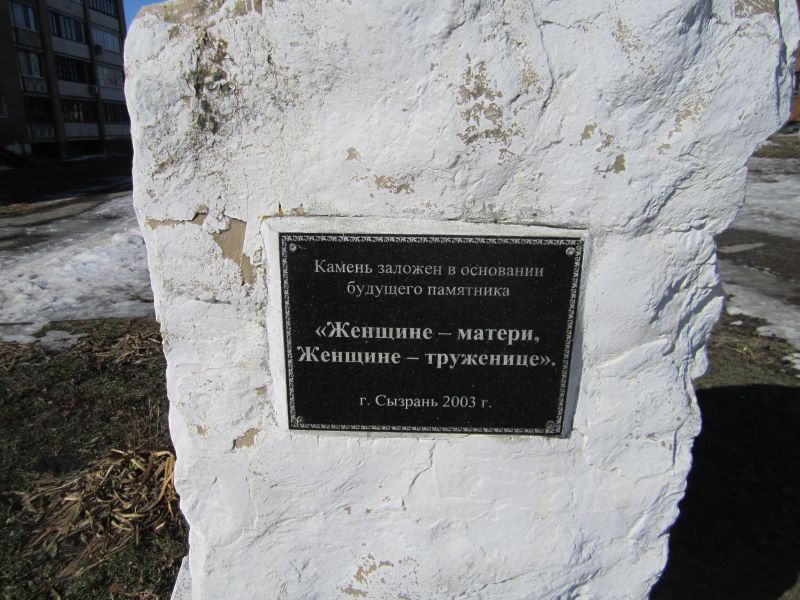 Камень заложен в основании
будущего памятника
«Женщине – матери,
Женщине – труженице».
г. Сызрань 2003 г.